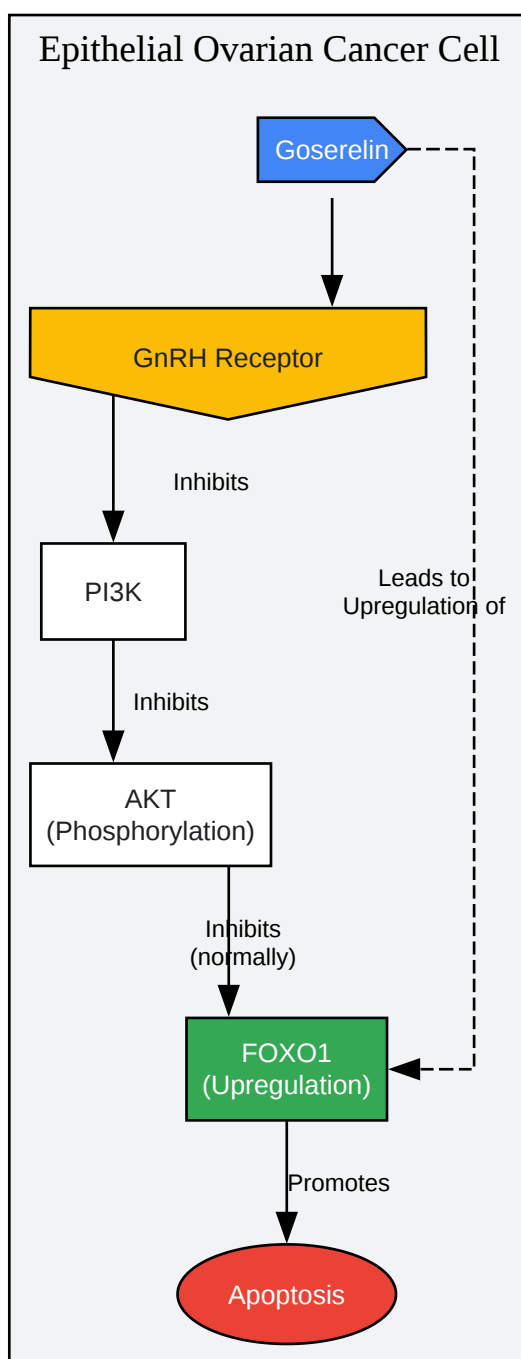 Epithelial Ovarian Cancer Cell
Goserelin
GnRH Receptor
Inhibits
PI3K
Leads to
Upregulation of
Inhibits
AKT
(Phosphorylation)
Inhibits
(normally)
FOXO1
(Upregulation)
Promotes
Apoptosis